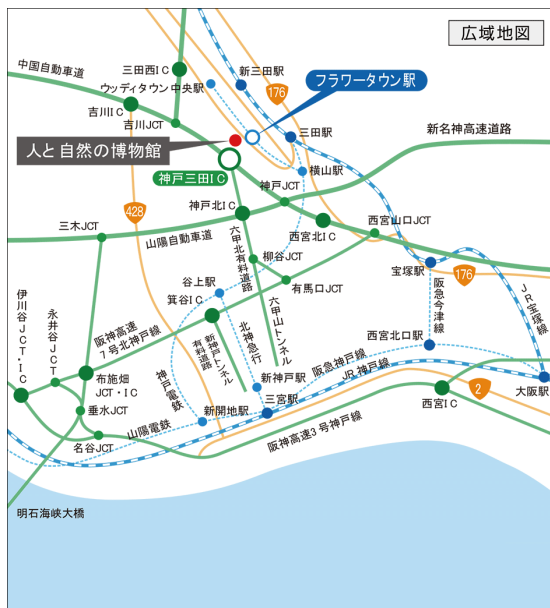 広域地図
中国自動車道
三田西IC
ウッディタウン中央駅
新三田駅
フラワータウン駅
176
吉川IC
吉川JCT
三田駅
新名神高速道路
人と自然の博物館
横山駅
神戸三田IC
神戸JCT
428
神戸北IC
三木JCT
山陽自動車道
西宮北IC
西宮山口JCT
六甲北有料道路
柳谷JCT
宝塚駅
176
谷上駅
有馬口JCT
阪急今津線
JR宝塚線
箕谷IC
六甲山トンネル
伊川谷JCT・IC
永井谷JCT
阪神高速
7号北神戸線
新神戸トンネル
有料道路
北神急行
西宮北口駅
布施畑
JCT・IC
神戸電鉄
新神戸駅
阪急神戸線
JR神戸線
大阪駅
2
西宮IC
垂水JCT
新開地駅
三宮駅
山陽電鉄
名谷JCT
阪神高速3号神戸線
明石海峡大橋